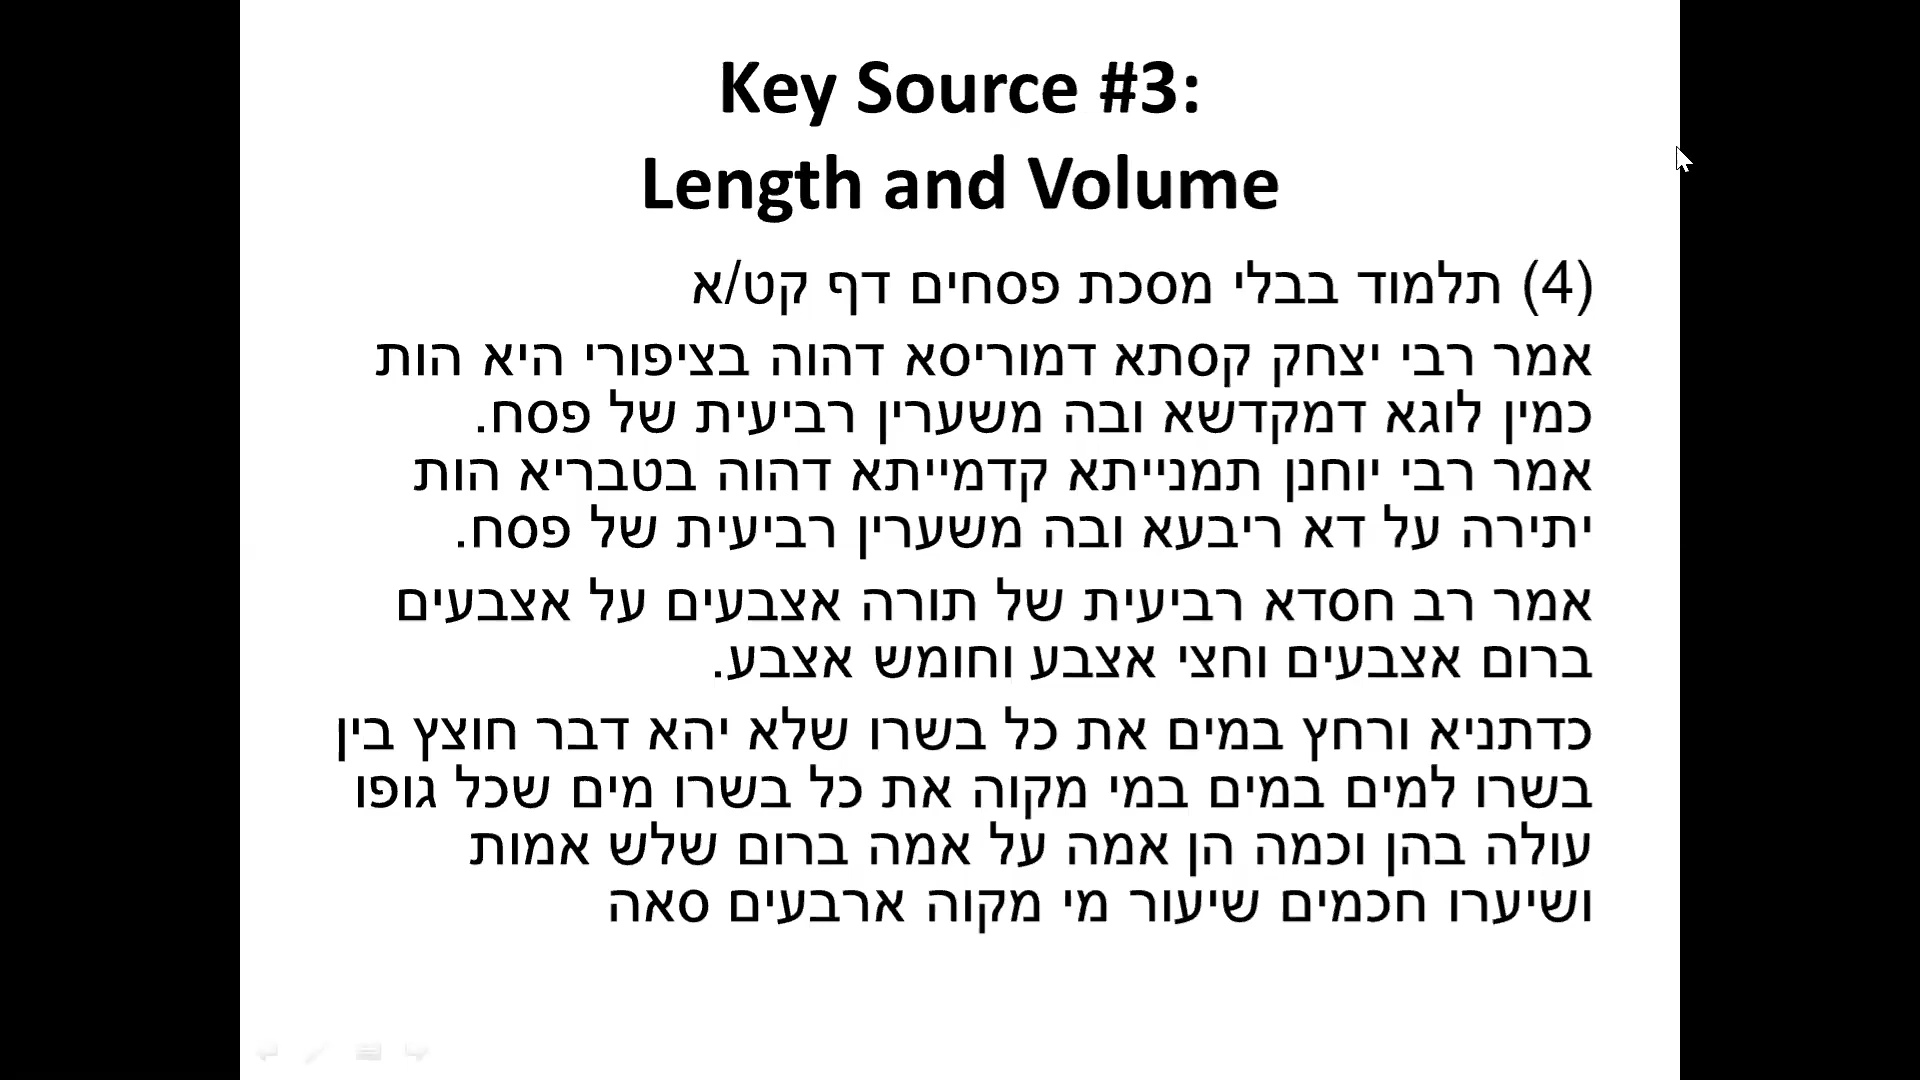 Key Source #3:
Length and Volume
(4) תלמוד בבלי מסכת פסחים דף קט/א
אמר רבי יצחק קסתא דמוריסא דהוה בציפורי היא הות
כמין לוגא דמקדשא ובה משערין רביעית של פסח.
אמר רבי יוחנן תמנייתא קדמייתא דהוה בטבריא הות
יתירה על דא ריבעא ובה משערין רביעית של פסח.
אמר רב חסדא רביעית של תורה אצבעים על אצבעים
ברום אצבעים וחצי אצבע וחומש אצבע.
כדתניא ורחץ במים את כל בשרו שלא יהא דבר חוצץ בין
בשרו למים במים במי מקוה את כל בשרו מים שכל גופו
עולה בהן וכמה הן אמה על אמה ברום שלש אמות
ושיערו חכמים שיעור מי מקוה ארבעים סאה